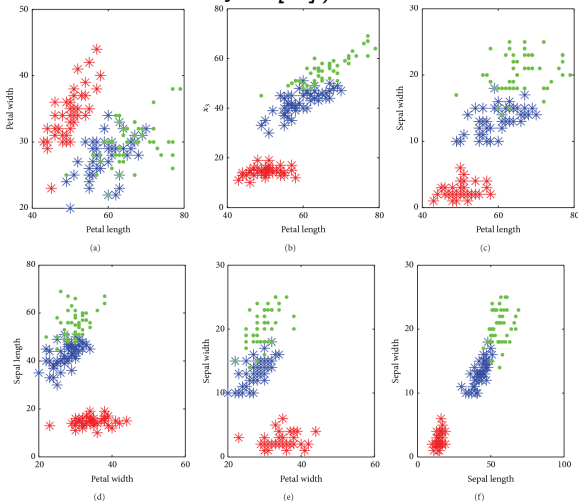 50
40
30
20
Petal width
40 60 80
Petal length
(a)
80
60
40
20
0
x3
40 60 80
Petal length
(b)
30
20
10
0
Sepal width
40 60 80
Petal length
(c)
80
60
40
20
0
Sepal length
20 40 60
Petal width
(d)
30
20
10
0
Sepal width
20 40 60
Petal width
(e)
30
20
10
0
Sepal width
0 50 100
Sepal length
(f)